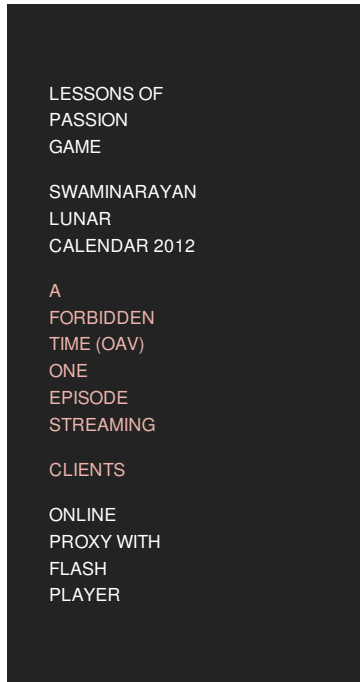 LESSONS OF
PASSION
GAME
SWAMINARAYAN
LUNAR
CALENDAR 2012
A
FORBIDDEN
TIME (OAV)
ONE
EPISODE
STREAMING
CLIENTS
ONLINE
PROXY WITH
FLASH
PLAYER